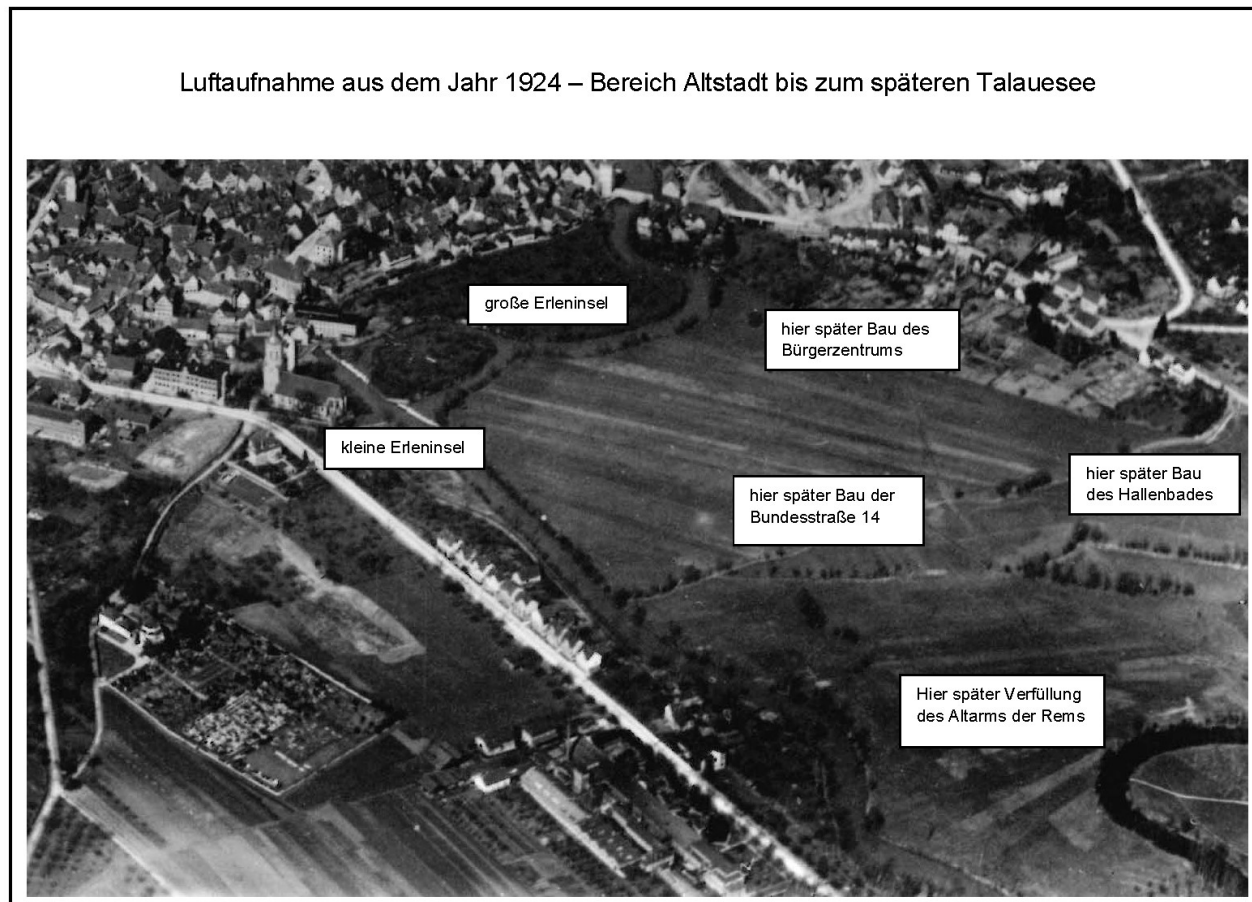 Luftaufnahme aus dem Jahr 1924 – Bereich Altstadt bis zum späteren Talauesee
große Erleninsel
hier später Bau des
Bürgerzentrums
kleine Erleninsel
hier später Bau
des Hallenbades
hier später Bau der
Bundesstraße 14
Hier später Verfüllung
des Altarms der Rems